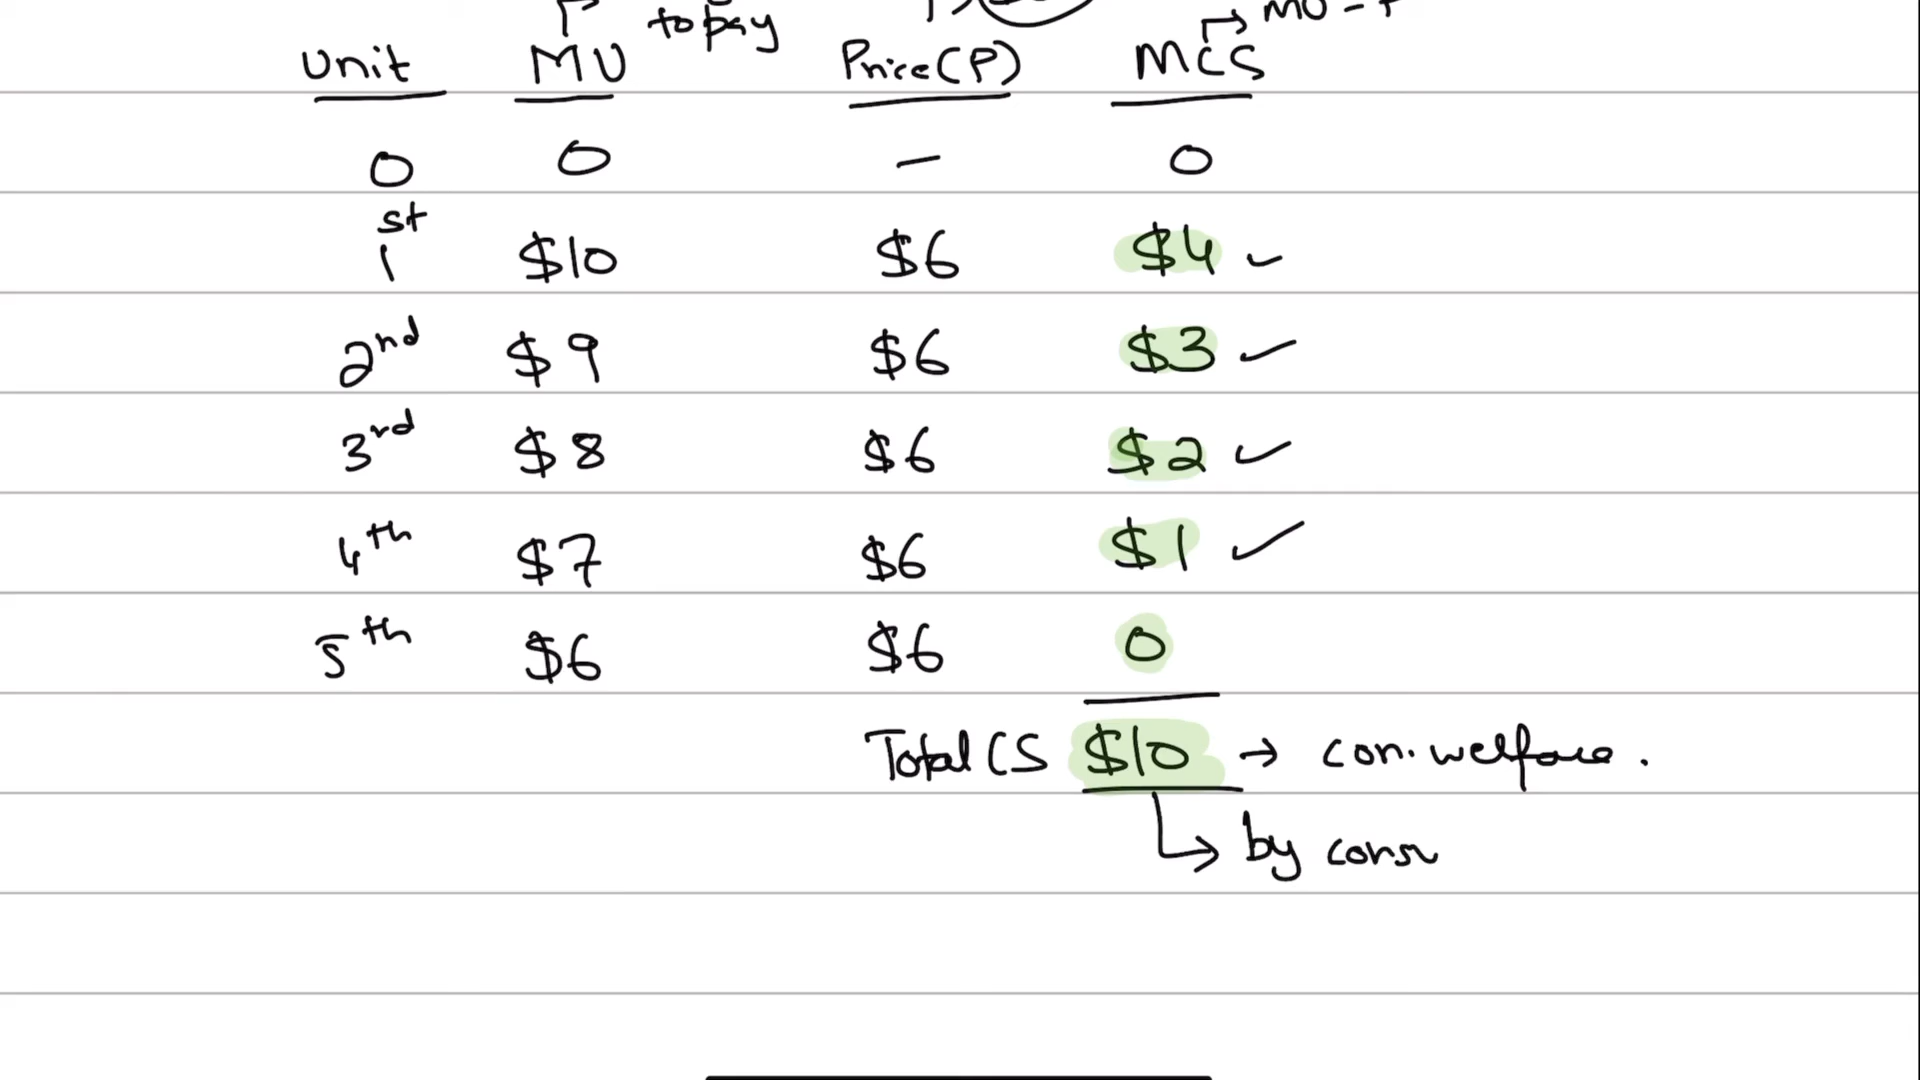 to pay
MU - P
Unit MU Price(P) MCS
0 0 - 0
1st $10 $6 $4
2nd $9 $6 $3
3rd $8 $6 $2
4th $7 $6 $1
5th $6 $6 0
Total CS $10 → con. welfare.
by consu